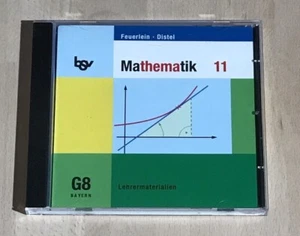 Feuerlein · Distel
bsv
Mathematik 11
G8
BAYERN
Lehrermaterialien